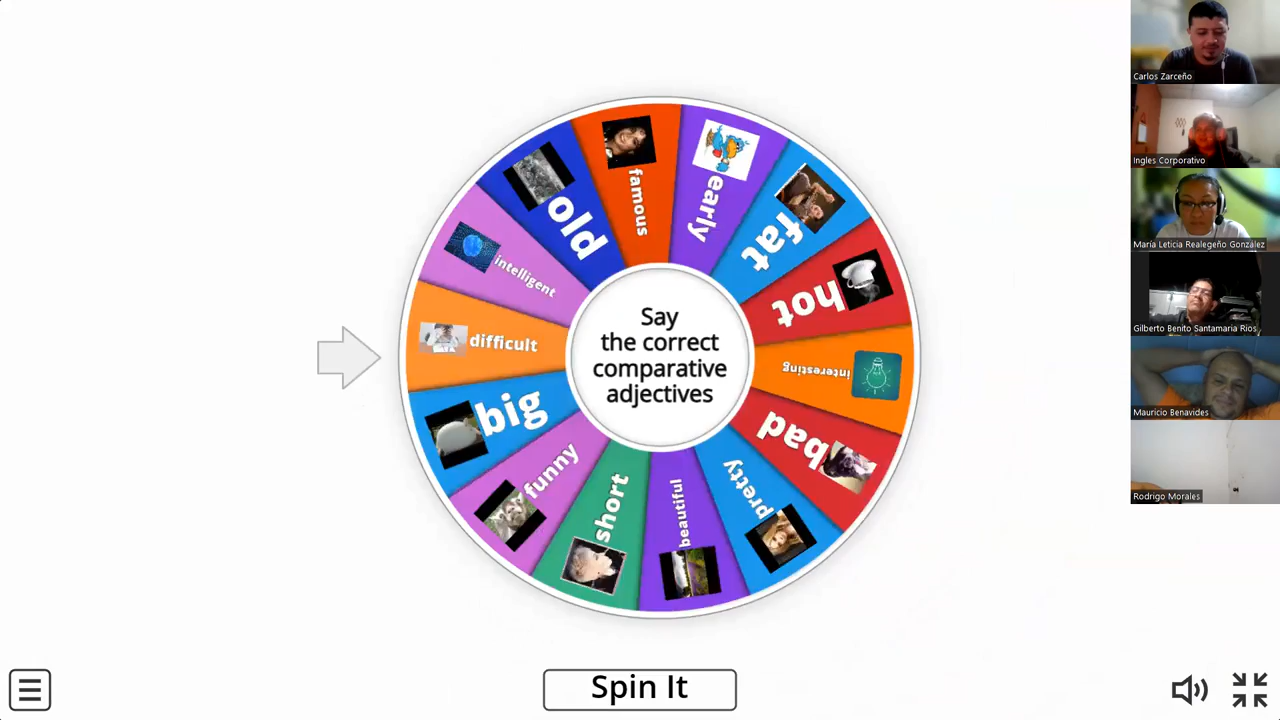 Say
the correct
comparative
adjectives
famous
early
fat
hot
interesting
bad
pretty
beautiful
short
funny
big
difficult
intelligent
old
Spin It
Carlos Zarceño
Ingles Corporativo
María Leticia Realegeño González
Gilberto Benito Santamaria Rios
Mauricio Benavides
Rodrigo Morales